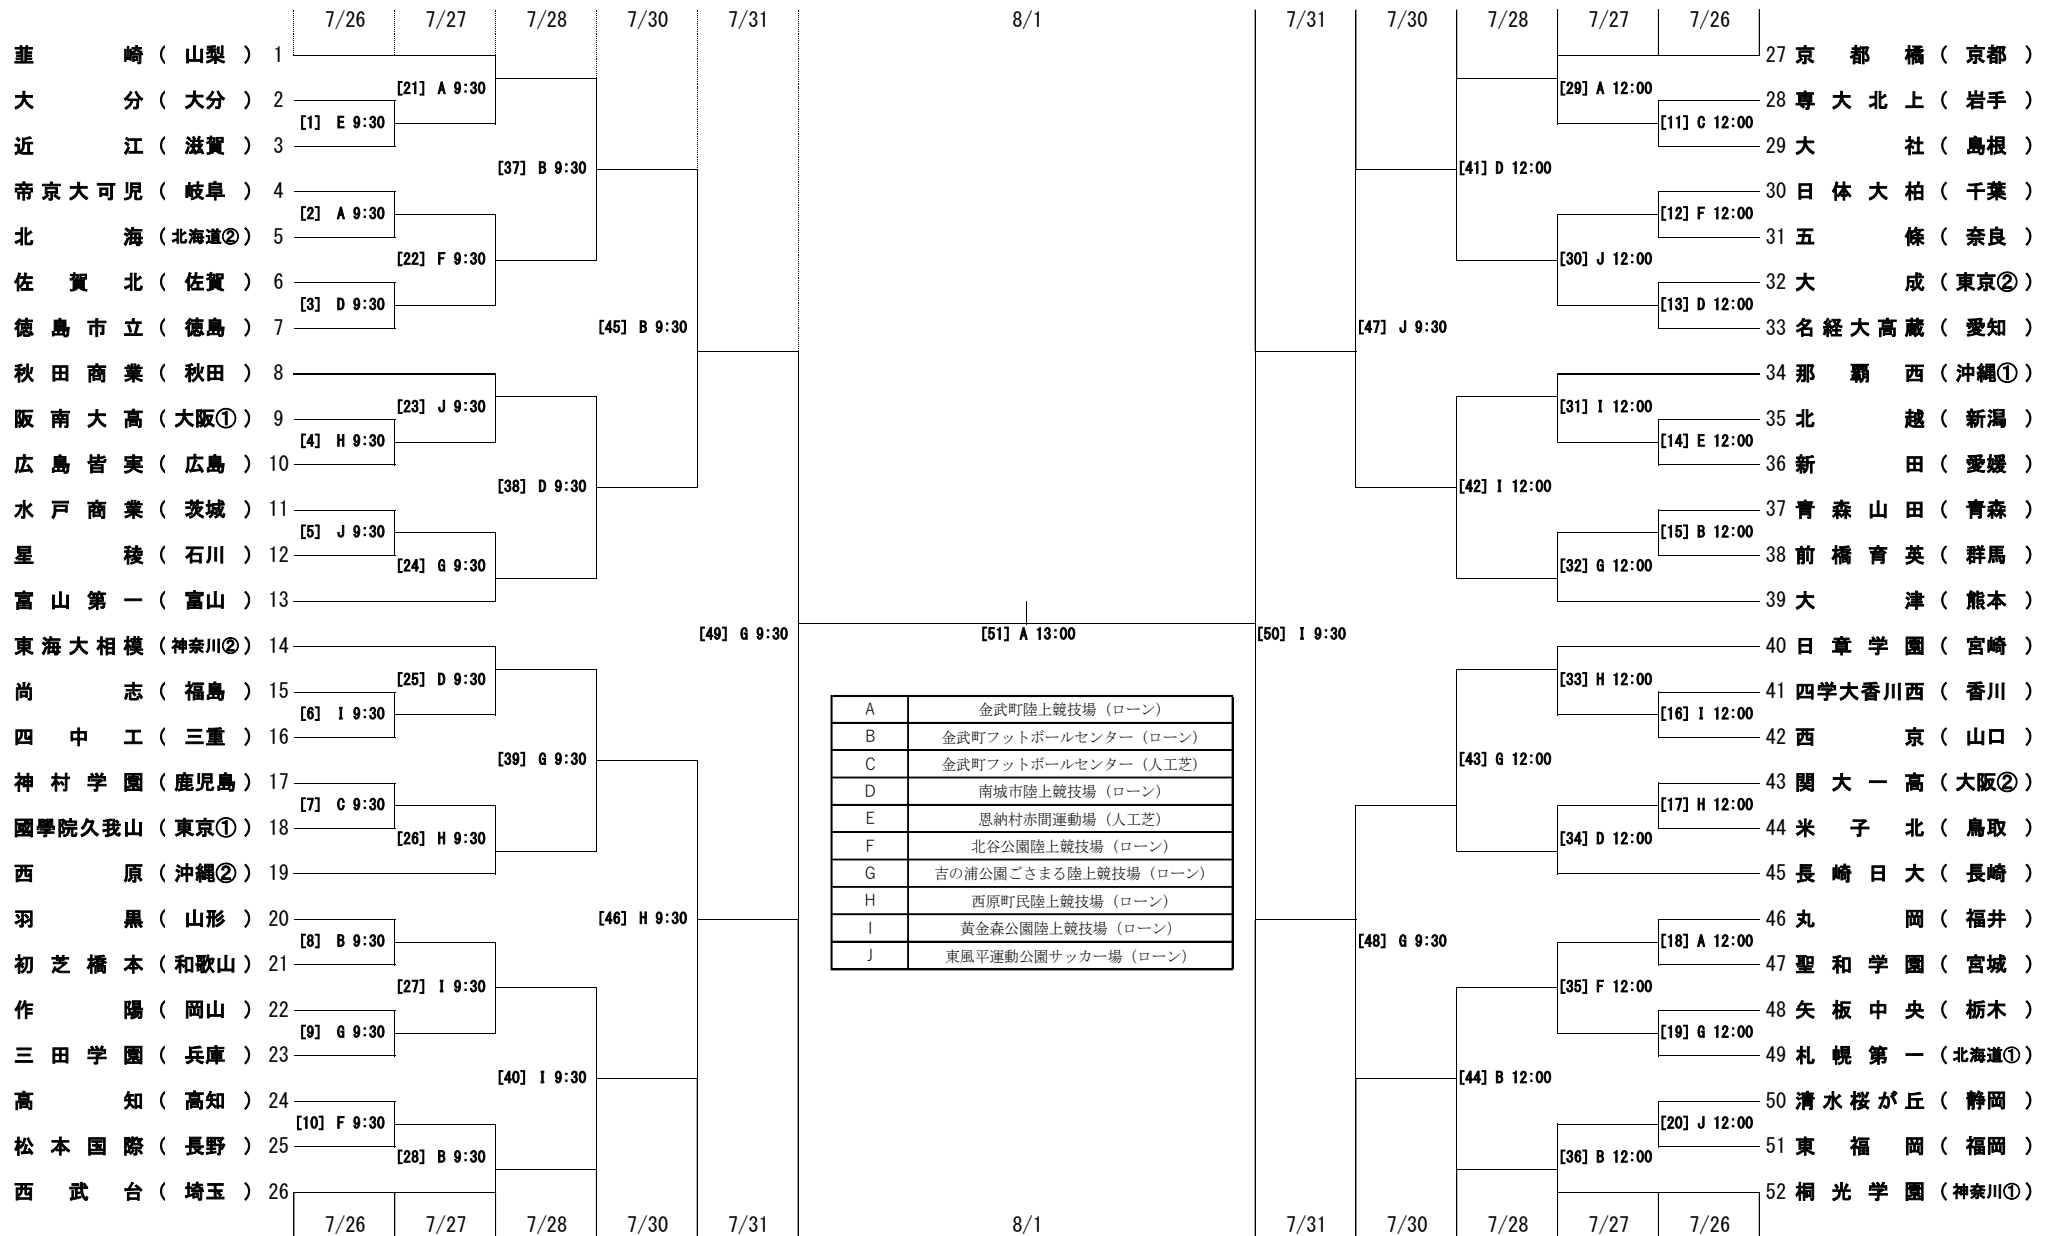 7/26 7/27 7/28 7/30 7/31 8/1 7/31 7/30 7/28 7/27 7/26
韮崎（山梨）1
27 京都橘（京都）
[21] A 9:30
[29] A 12:00
大分（大分）2
28 専大北上（岩手）
[1] E 9:30
[11] C 12:00
近江（滋賀）3
29 大社（島根）
[37] B 9:30
[41] D 12:00
帝京大可児（岐阜）4
30 日体大柏（千葉）
[2] A 9:30
[12] F 12:00
北海（北海道②）5
31 五條（奈良）
[22] F 9:30
[30] J 12:00
佐賀北（佐賀）6
32 大成（東京②）
[3] D 9:30
[13] D 12:00
徳島市立（徳島）7
[45] B 9:30
[47] J 9:30
33 名経大高蔵（愛知）
秋田商業（秋田）8
34 那覇西（沖縄①）
[23] J 9:30
[31] I 12:00
阪南大高（大阪①）9
35 北越（新潟）
[4] H 9:30
[14] E 12:00
広島皆実（広島）10
36 新田（愛媛）
[38] D 9:30
[42] I 12:00
水戸商業（茨城）11
37 青森山田（青森）
[5] J 9:30
[15] B 12:00
星稜（石川）12
38 前橋育英（群馬）
[24] G 9:30
[32] G 12:00
富山第一（富山）13
39 大津（熊本）
[49] G 9:30
[51] A 13:00
[50] I 9:30
東海大相模（神奈川②）14
40 日章学園（宮崎）
[25] D 9:30
[33] H 12:00
尚志（福島）15
41 四学大香川西（香川）
[6] I 9:30
[16] I 12:00
四中工（三重）16
42 西京（山口）
[39] G 9:30
[43] G 12:00
神村学園（鹿児島）17
43 関大一高（大阪②）
[7] C 9:30
[17] H 12:00
國學院久我山（東京①）18
44 米子北（鳥取）
[26] H 9:30
[34] D 12:00
西原（沖縄②）19
45 長崎日大（長崎）
A 金武町陸上競技場（ローン）
B 金武町フットボールセンター（ローン）
C 金武町フットボールセンター（人工芝）
D 南城市陸上競技場（ローン）
E 恩納村赤間運動場（人工芝）
F 北谷公園陸上競技場（ローン）
G 吉の浦公園ごさまる陸上競技場（ローン）
H 西原町民陸上競技場（ローン）
I 黄金森公園陸上競技場（ローン）
J 東風平運動公園サッカー場（ローン）
羽黒（山形）20
[46] H 9:30
46 丸岡（福井）
[8] B 9:30
[48] G 9:30
[18] A 12:00
初芝橋本（和歌山）21
47 聖和学園（宮城）
[27] I 9:30
[35] F 12:00
作陽（岡山）22
48 矢板中央（栃木）
[9] G 9:30
[19] G 12:00
三田学園（兵庫）23
49 札幌第一（北海道①）
[40] I 9:30
[44] B 12:00
高知（高知）24
50 清水桜が丘（静岡）
[10] F 9:30
[20] J 12:00
松本国際（長野）25
51 東福岡（福岡）
[28] B 9:30
[36] B 12:00
西武台（埼玉）26
52 桐光学園（神奈川①）
7/26 7/27 7/28 7/30 7/31 8/1 7/31 7/30 7/28 7/27 7/26